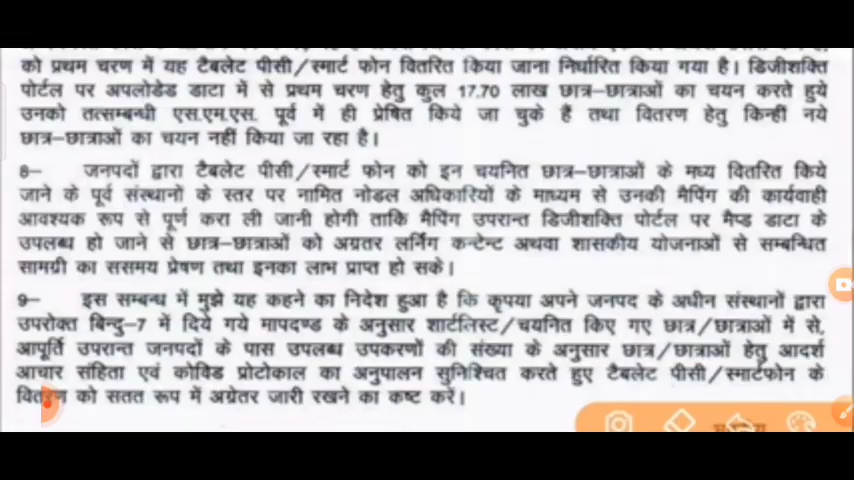 को प्रथम चरण में यह टैबलेट पीसी/स्मार्ट फोन वितरित किया जाना निर्धारित किया गया है। डिजीशक्ति
पोर्टल पर अपलोडेड डाटा में से प्रथम चरण हेतु कुल 17.70 लाख छात्र-छात्राओं का चयन करते हुये
उनको तत्सम्बन्धी एस.एम.एस. पूर्व में ही प्रेषित किये जा चुके हैं तथा वितरण हेतु किन्हीं नये
छात्र-छात्राओं का चयन नहीं किया जा रहा है।
8– जनपदों द्वारा टैबलेट पीसी/स्मार्ट फोन को इन चयनित छात्र-छात्राओं के मध्य वितरित किये
जाने के पूर्व संस्थानों के स्तर पर नामित नोडल अधिकारियों के माध्यम से उनकी मैपिंग की कार्यवाही
आवश्यक रूप से पूर्ण करा ली जानी होगी ताकि मैपिंग उपरान्त डिजीशक्ति पोर्टल पर मैप्ड डाटा के
उपलब्ध हो जाने से छात्र-छात्राओं को अग्रतर लर्निंग कन्टेन्ट अथवा शासकीय योजनाओं से सम्बन्धित
सामग्री का ससमय प्रेषण तथा इनका लाभ प्राप्त हो सके।
9– इस सम्बन्ध में मुझे यह कहने का निदेश हुआ है कि कृपया अपने जनपद के अधीन संस्थानों द्वारा
उपरोक्त बिन्दु-7 में दिये गये मापदण्ड के अनुसार शार्टलिस्ट/चयनित किए गए छात्र/छात्राओं में से,
आपूर्ति उपरान्त जनपदों के पास उपलब्ध उपकरणों की संख्या के अनुसार छात्र/छात्राओं हेतु आदर्श
आचार संहिता एवं कोविड प्रोटोकाल का अनुपालन सुनिश्चित करते हुए टैबलेट पीसी/स्मार्टफोन के
वितरण को सतत रूप में अग्रेतर जारी रखने का कष्ट करें।